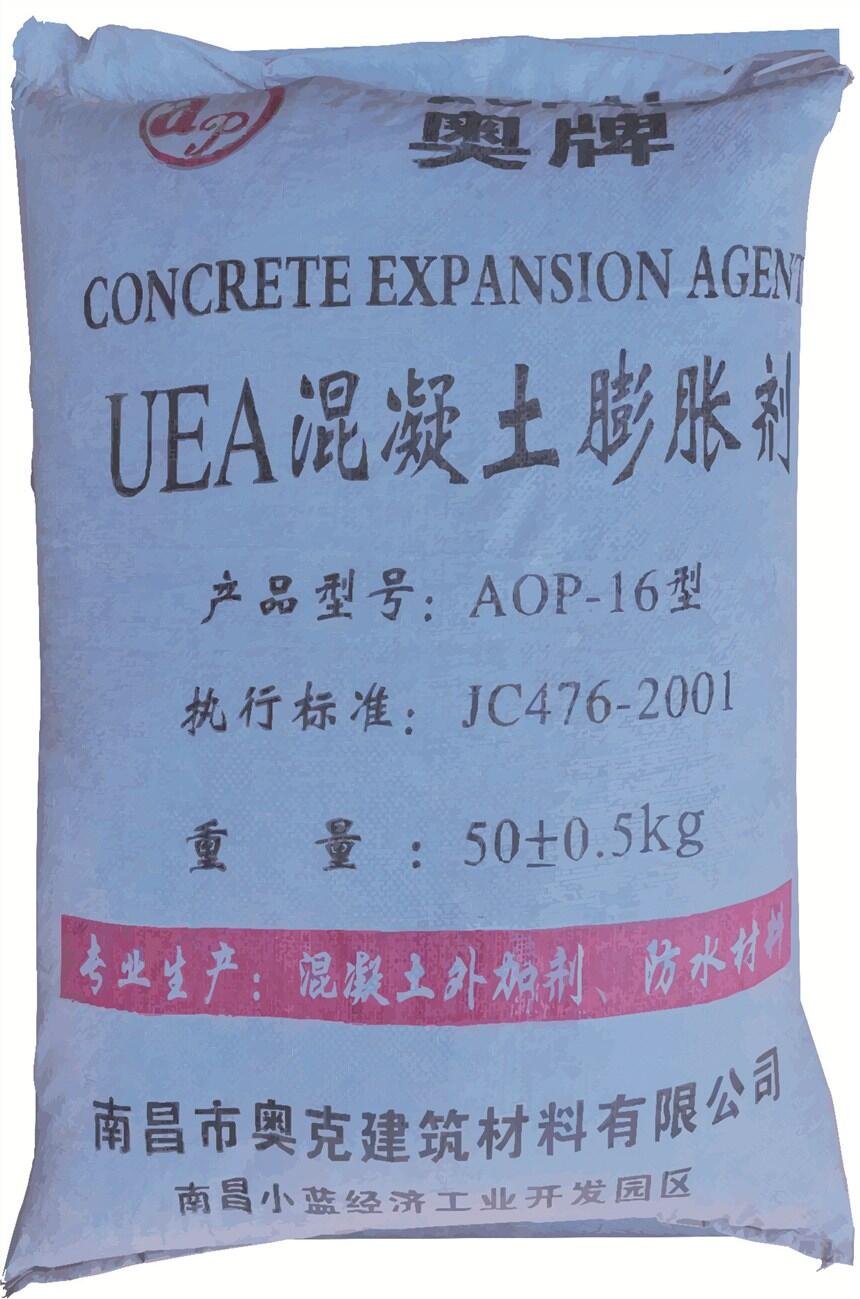 ap
奥牌
CONCRETE EXPANSION AGENT
UEA混凝土膨胀剂
产品型号：AOP-16型
执行标准：JC476-2001
重量：50±0.5kg
专业生产：混凝土外加剂、防水材料
南昌市奥克建筑材料有限公司
南昌小蓝经济工业开发园区